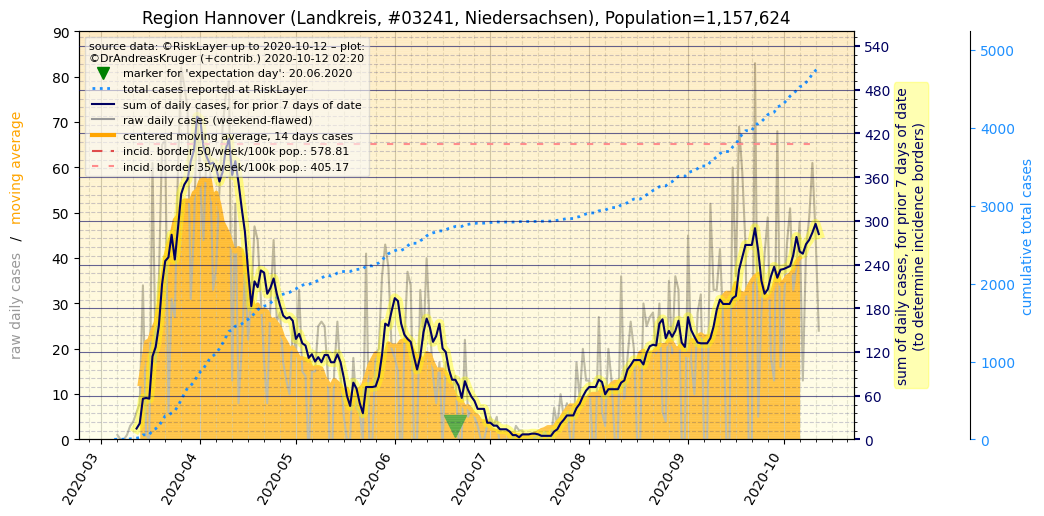 Region Hannover (Landkreis, #03241, Niedersachsen), Population=1,157,624
source data: ©RiskLayer up to 2020-10-12 – plot:
©DrAndreasKruger (+contrib.) 2020-10-12 02:20
marker for 'expectation day': 20.06.2020
total cases reported at RiskLayer
sum of daily cases, for prior 7 days of date
raw daily cases (weekend-flawed)
centered moving average, 14 days cases
incid. border 50/week/100k pop.: 578.81
incid. border 35/week/100k pop.: 405.17
raw daily cases / moving average
90
80
70
60
50
40
30
20
10
0
2020-03
2020-04
2020-05
2020-06
2020-07
2020-08
2020-09
2020-10
540
480
420
360
300
240
180
120
60
0
sum of daily cases, for prior 7 days of date
(to determine incidence borders)
5000
4000
3000
2000
1000
0
cumulative total cases